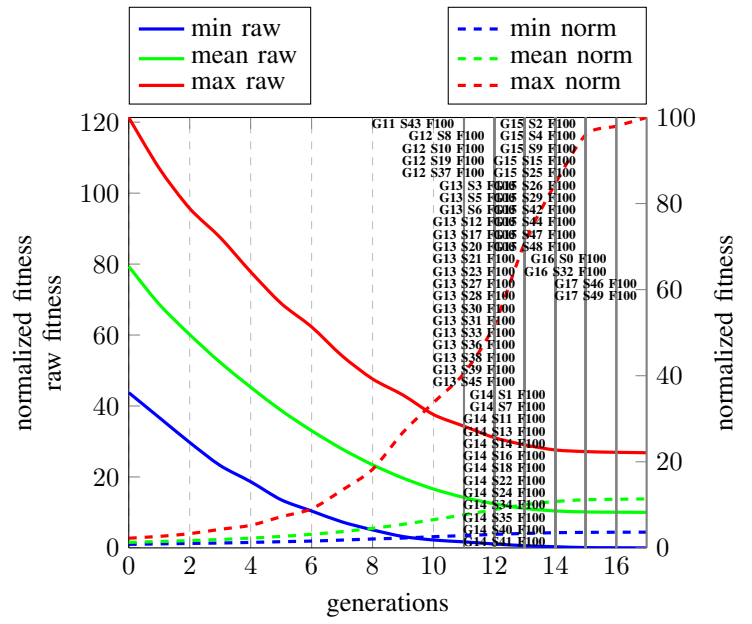 min raw
mean raw
max raw
min norm
mean norm
max norm
normalized fitness
raw fitness
120
100
80
60
40
20
0
G11 S43 F100
G12 S8 F100
G12 S10 F100
G12 S19 F100
G12 S37 F100
G13 S3 F100
G13 S5 F100
G13 S6 F100
G13 S12 F100
G13 S17 F100
G13 S20 F100
G13 S21 F100
G13 S23 F100
G13 S27 F100
G13 S28 F100
G13 S30 F100
G13 S31 F100
G13 S33 F100
G13 S36 F100
G13 S38 F100
G13 S39 F100
G13 S45 F100
G14 S1 F100
G14 S7 F100
G14 S11 F100
G14 S13 F100
G14 S14 F100
G14 S16 F100
G14 S18 F100
G14 S22 F100
G14 S24 F100
G14 S34 F100
G14 S35 F100
G14 S40 F100
G14 S41 F100
G15 S2 F100
G15 S4 F100
G15 S9 F100
G15 S15 F100
G15 S25 F100
G15 S26 F100
G15 S29 F100
G15 S42 F100
G15 S44 F100
G15 S47 F100
G15 S48 F100
G16 S0 F100
G16 S32 F100
G17 S46 F100
G17 S49 F100
100
80
60
40
20
0
normalized fitness
0 2 4 6 8 10 12 14 16
generations